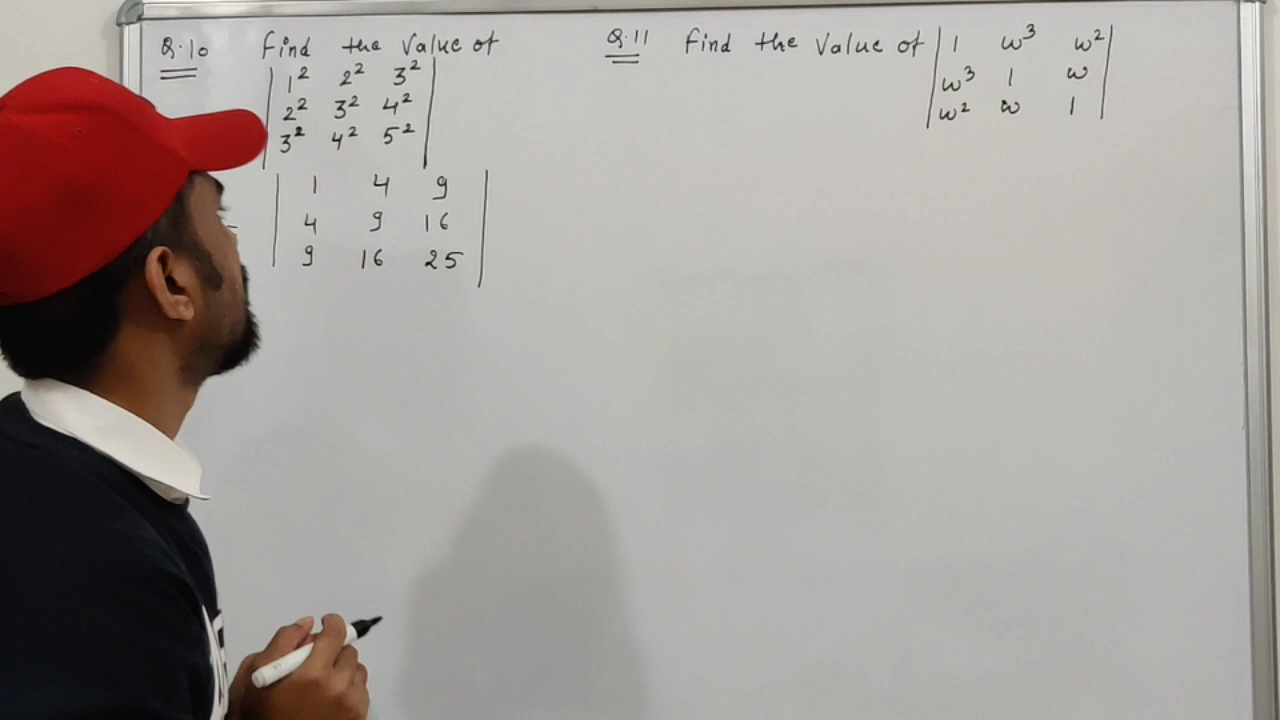 Q.10 Find the Value of
1² 2² 3²
2² 3² 4²
3² 4² 5²
1 4 9
4 9 16
9 16 25
Q.11 Find the Value of | 1 ω³ ω² |
ω³ 1 ω
ω² ω 1